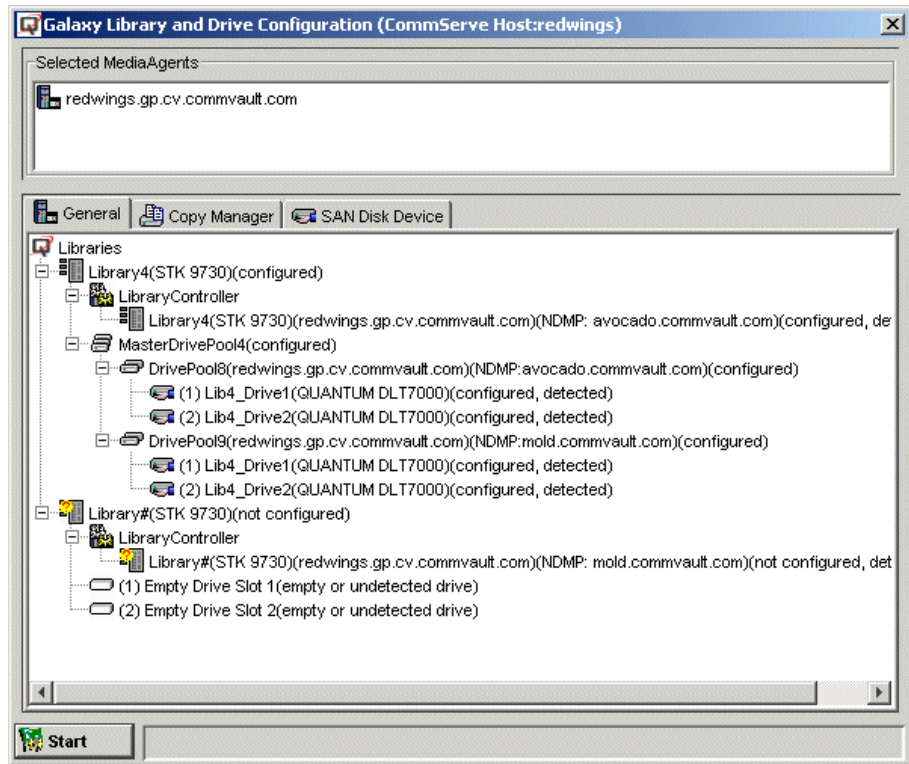 Galaxy Library and Drive Configuration (CommServe Host:redwings)
Selected MediaAgents
redwings.gp.cv.commvault.com
General
Copy Manager
SAN Disk Device
Libraries
Library4(STK 9730)(configured)
LibraryController
Library4(STK 9730)(redwings.gp.cv.commvault.com)(NDMP: avocado.commvault.com)(configured, de
MasterDrivePool4(configured)
DrivePool8(redwings.gp.cv.commvault.com)(NDMP:avocado.commvault.com)(configured)
(1) Lib4_Drive1(QUANTUM DLT7000)(configured, detected)
(2) Lib4_Drive2(QUANTUM DLT7000)(configured, detected)
DrivePool9(redwings.gp.cv.commvault.com)(NDMP:mold.commvault.com)(configured)
(1) Lib4_Drive1(QUANTUM DLT7000)(configured, detected)
(2) Lib4_Drive2(QUANTUM DLT7000)(configured, detected)
Library#(STK 9730)(not configured)
LibraryController
Library#(STK 9730)(redwings.gp.cv.commvault.com)(NDMP: mold.commvault.com)(not configured, det
(1) Empty Drive Slot 1(empty or undetected drive)
(2) Empty Drive Slot 2(empty or undetected drive)
Start